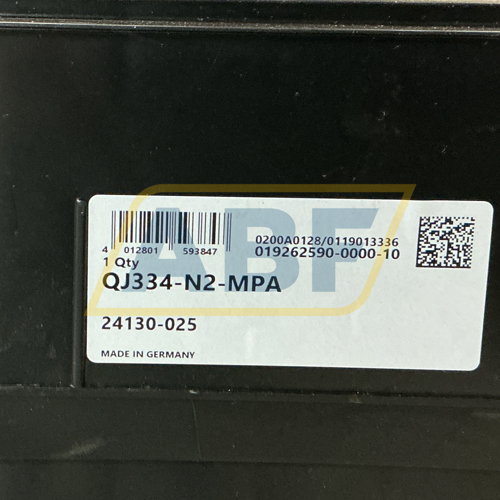 4 012801 593847
0200A0128/0119013336
019262590-0000-10
1 Qty
QJ334-N2-MPA
24130-025
MADE IN GERMANY
ABF